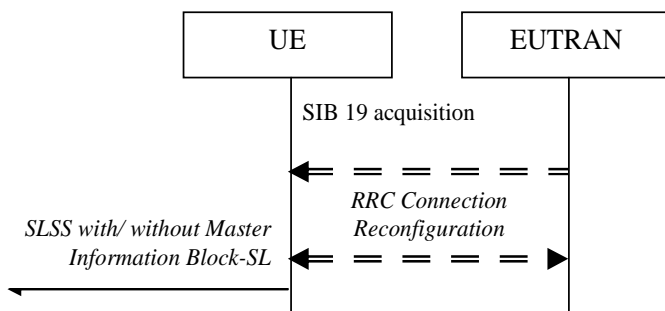 UE
EUTRAN
SIB 19 acquisition
RRC Connection
Reconfiguration
SLSS with/ without Master
Information Block-SL